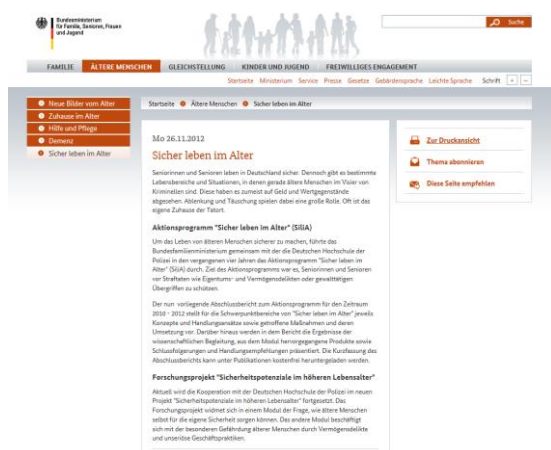 Bundesministerium
für Familie, Senioren, Frauen
und Jugend
Suche
FAMILIE ÄLTERE MENSCHEN GLEICHSTELLUNG KINDER UND JUGEND FREIWILLIGES ENGAGEMENT
Startseite Ministerium Service Presse Gesetze Gebärdensprache Leichte Sprache Schrift + −
Neue Bilder vom Alter
Zuhause im Alter
Hilfe und Pflege
Demenz
Sicher leben im Alter
Startseite Ältere Menschen Sicher leben im Alter
Mo 26.11.2012
Sicher leben im Alter
Seniorinnen und Senioren leben in Deutschland sicher. Dennoch gibt es bestimmte
Lebensbereiche und Situationen, in denen gerade ältere Menschen im Visier von
Kriminellen sind. Diese haben es zumeist auf Geld und Wertgegenstände
abgesehen. Ablenkung und Täuschung spielen dabei eine große Rolle. Oft ist das
eigene Zuhause der Tatort.
Aktionsprogramm "Sicher leben im Alter" (SiliA)
Um das Leben von älteren Menschen sicherer zu machen, führte das
Bundesfamilienministerium gemeinsam mit der Deutschen Hochschule der
Polizei in den vergangenen vier Jahren das Aktionsprogramm "Sicher leben im
Alter" (SiliA) durch. Ziel des Aktionsprogramms war es, Seniorinnen und Senioren
vor Straftaten wie Eigentums- und Vermögensdelikten oder gewalttätigen
Übergriffen zu schützen.
Der nun vorliegende Abschlussbericht zum Aktionsprogramm für den Zeitraum
2010 - 2012 stellt für die Schwerpunktbereiche von "Sicher leben im Alter" jeweils
Konzepte und Handlungsansätze sowie getroffene Maßnahmen und deren
Umsetzung vor. Darüber hinaus werden in dem Bericht die Ergebnisse der
wissenschaftlichen Begleitung, aus dem Modul hervorgegangene Produkte sowie
Schlussfolgerungen und Handlungsempfehlungen präsentiert. Die Kurzfassung des
Abschlussberichts kann unter Publikationen kostenfrei heruntergeladen werden.
Forschungsprojekt "Sicherheitspotenziale im höheren Lebensalter"
Aktuell wird die Kooperation mit der Deutschen Hochschule der Polizei im neuen
Projekt "Sicherheitspotenziale im höheren Lebensalter" fortgesetzt. Das
Forschungsprojekt widmet sich in einem Modul der Frage, wie ältere Menschen
selbst für die eigene Sicherheit sorgen können. Das andere Modul beschäftigt
sich mit der besonderen Gefährdung älterer Menschen durch Vermögensdelikte
und unseriöse Geschäftspraktiken.
Zur Druckansicht
Thema abonnieren
Diese Seite empfehlen